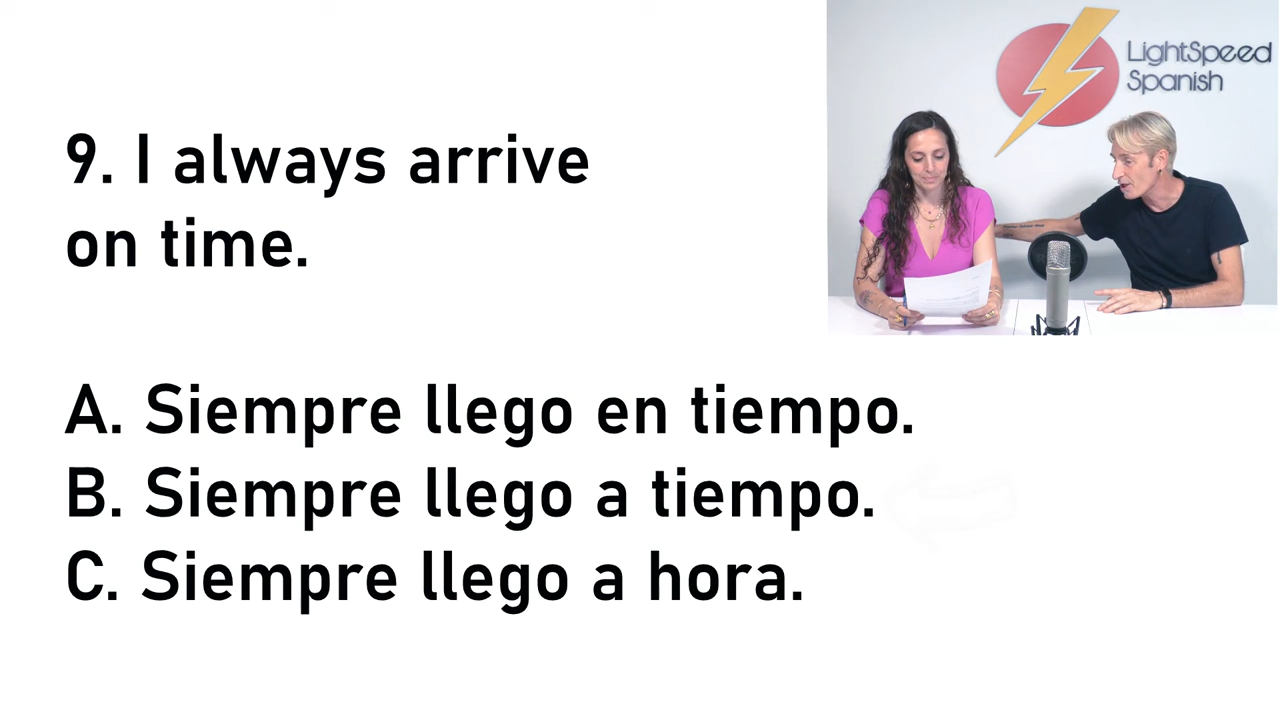 9. I always arrive
on time.
A. Siempre llego en tiempo.
B. Siempre llego a tiempo.
C. Siempre llego a hora.
LightSpeed
Spanish